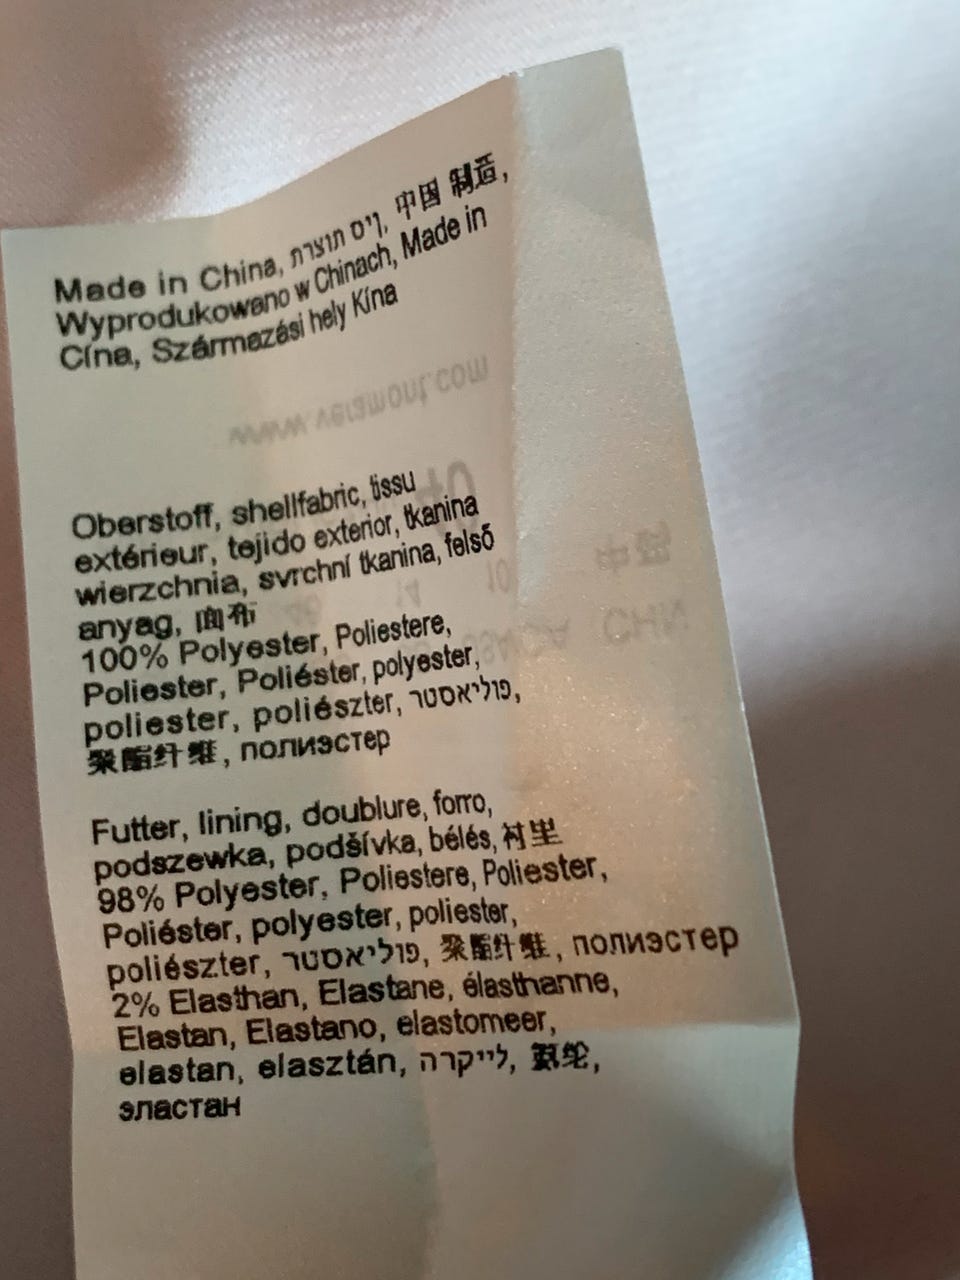 Made in China, תוצרת סין, 中国 制造,
Wyprodukowano w Chinach, Made in
Cína, Származási hely Kína
www.veramont.com
Oberstoff, shellfabric, tissu
extérieur, tejido exterior, tkanina
wierzchnia, svrchní tkanina, felső
anyag, 面布
100% Polyester, Poliestere,
Poliester, Poliéster, polyester,
poliester, poliészter, פוליאסטר,
聚酯纤维, полиэстер
Futter, lining, doublure, forro,
podszewka, podšívka, bélés, 衬里
98% Polyester, Poliestere, Poliester,
Poliéster, polyester, poliester,
poliészter, פוליאסטר, 聚酯纤维, полиэстер
2% Elasthan, Elastane, élasthanne,
Elastan, Elastano, elastomeer,
elastan, elasztán, לייקרה, 氨纶,
эластан